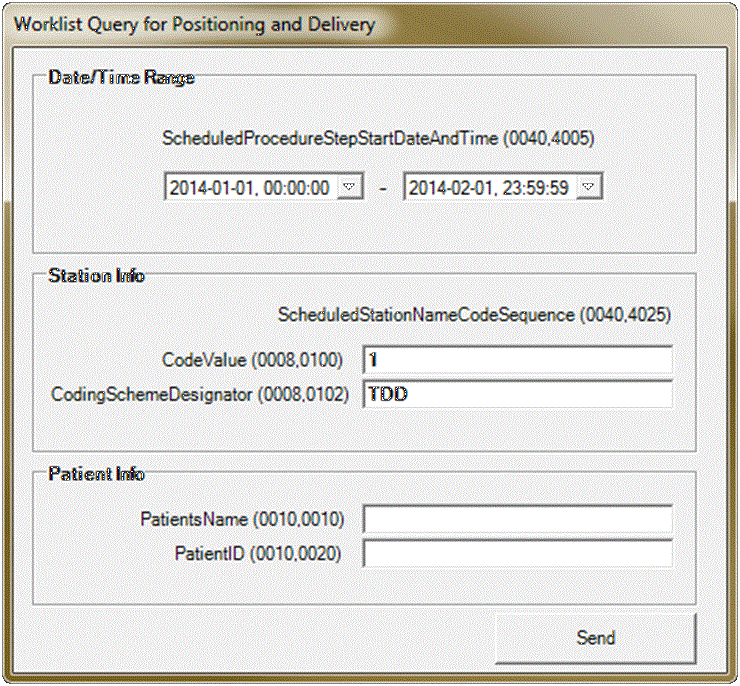 Worklist Query for Positioning and Delivery
Date/Time Range
ScheduledProcedureStepStartDateAndTime (0040,4005)
2014-01-01, 00:00:00 - 2014-02-01, 23:59:59
Station Info
ScheduledStationNameCodeSequence (0040,4025)
CodeValue (0008,0100) 1
CodingSchemeDesignator (0008,0102) TDD
Patient Info
PatientsName (0010,0010)
PatientID (0010,0020)
Send